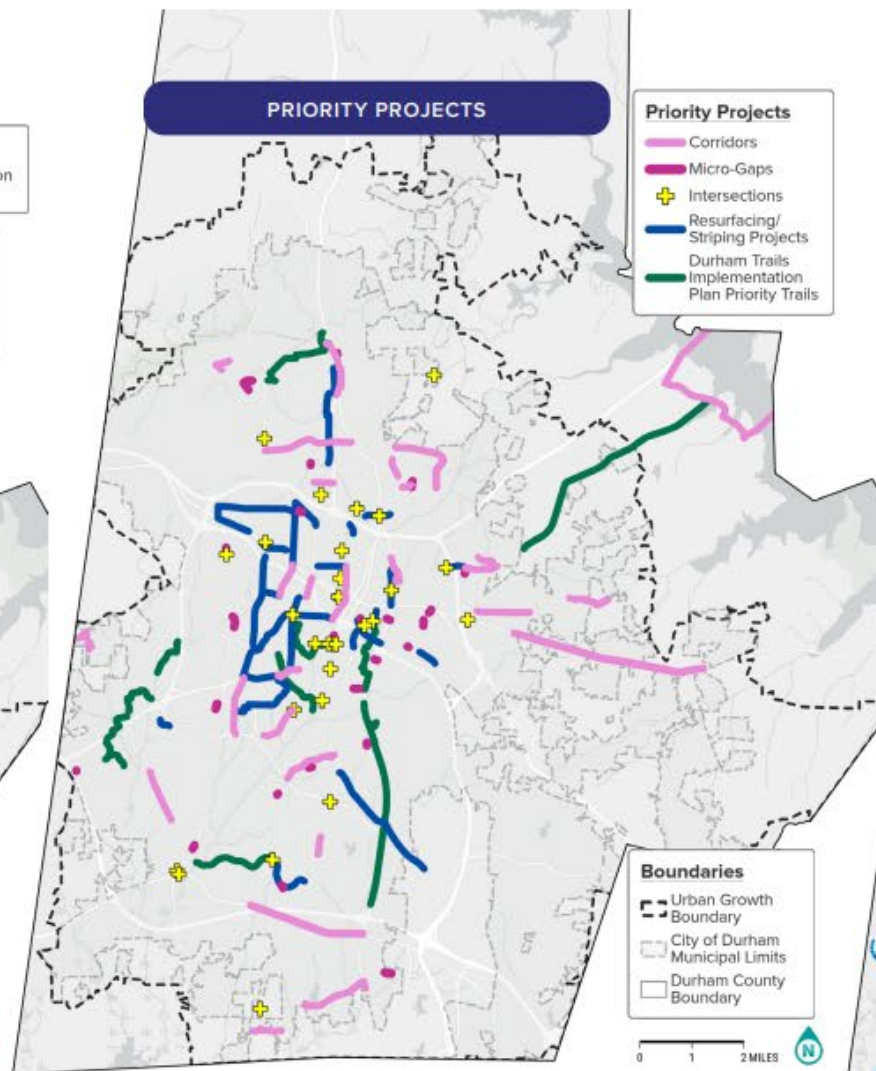 PRIORITY PROJECTS
on
Priority Projects
Corridors
Micro-Gaps
Intersections
Resurfacing/
Striping Projects
Durham Trails
Implementation
Plan Priority Trails
Boundaries
Urban Growth
Boundary
City of Durham
Municipal Limits
Durham County
Boundary
0 1 2 MILES
N